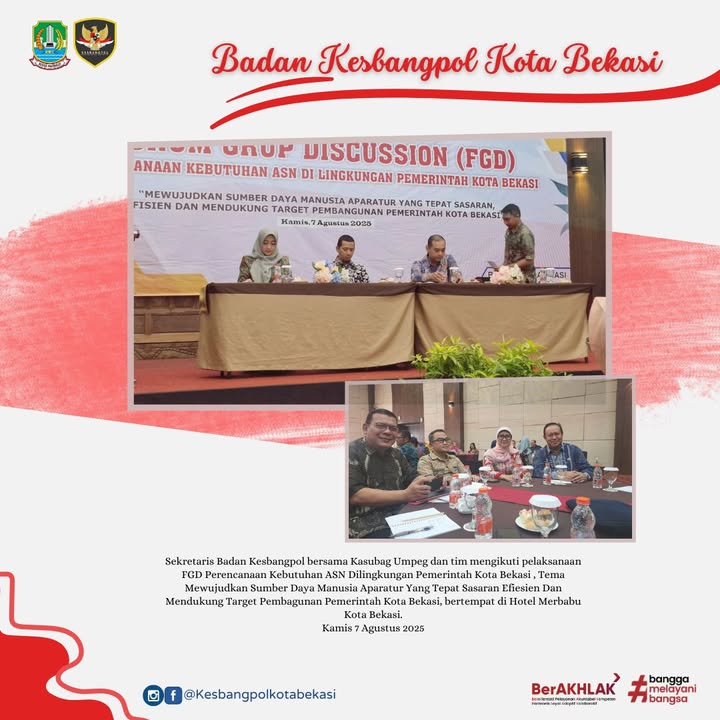 Badan Kesbangpol Kota Bekasi
GRUP DISCUSSION (FGD)
ANAAN KEBUTUHAN ASN DI LINGKUNGAN PEMERINTAH KOTA BEKASI
"MEWUJUDKAN SUMBER DAYA MANUSIA APARATUR YANG TEPAT SASARAN,
EFISIEN DAN MENDUKUNG TARGET PEMBANGUNAN PEMERINTAH KOTA BEKASI"
Kamis, 7 Agustus 2025
Sekretaris Badan Kesbangpol bersama Kasubag Umpeg dan tim mengikuti pelaksanaan
FGD Perencanaan Kebutuhan ASN Dilingkungan Pemerintah Kota Bekasi , Tema
Mewujudkan Sumber Daya Manusia Aparatur Yang Tepat Sasaran Efiesien Dan
Mendukung Target Pembagunan Pemerintah Kota Bekasi, bertempat di Hotel Merbabu
Kota Bekasi.
Kamis 7 Agustus 2025
@Kesbangpolkotabekasi
BerAKHLAK
#bangga
melayani
bangsa